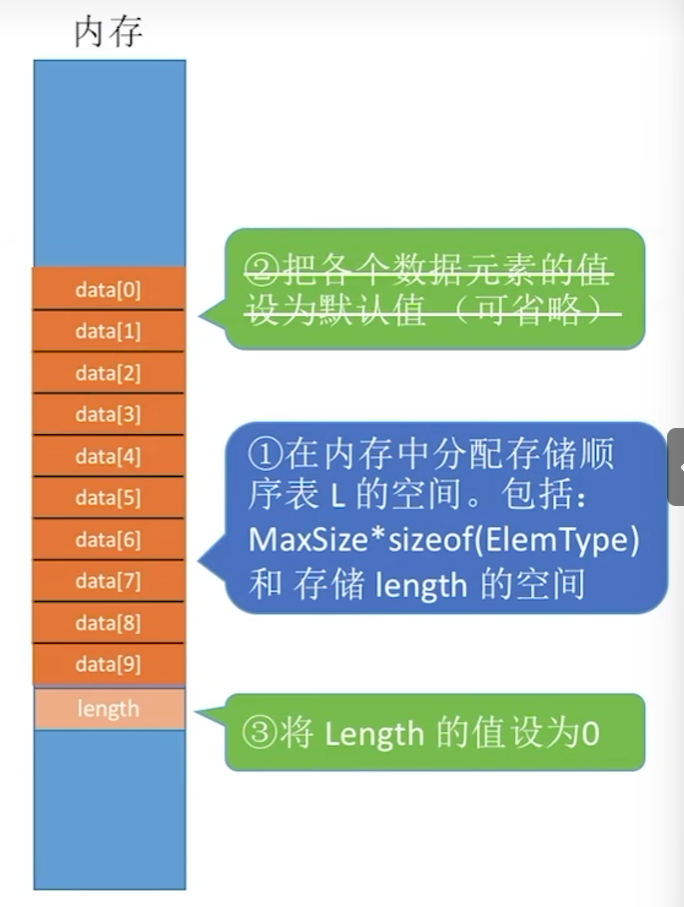 内存
data[0]
data[1]
data[2]
data[3]
data[4]
data[5]
data[6]
data[7]
data[8]
data[9]
length
②把各个数据元素的值
设为默认值 （可省略）
①在内存中分配存储顺
序表 L 的空间。包括：
MaxSize*sizeof(ElemType)
和 存储 length 的空间
③将 Length 的值设为0